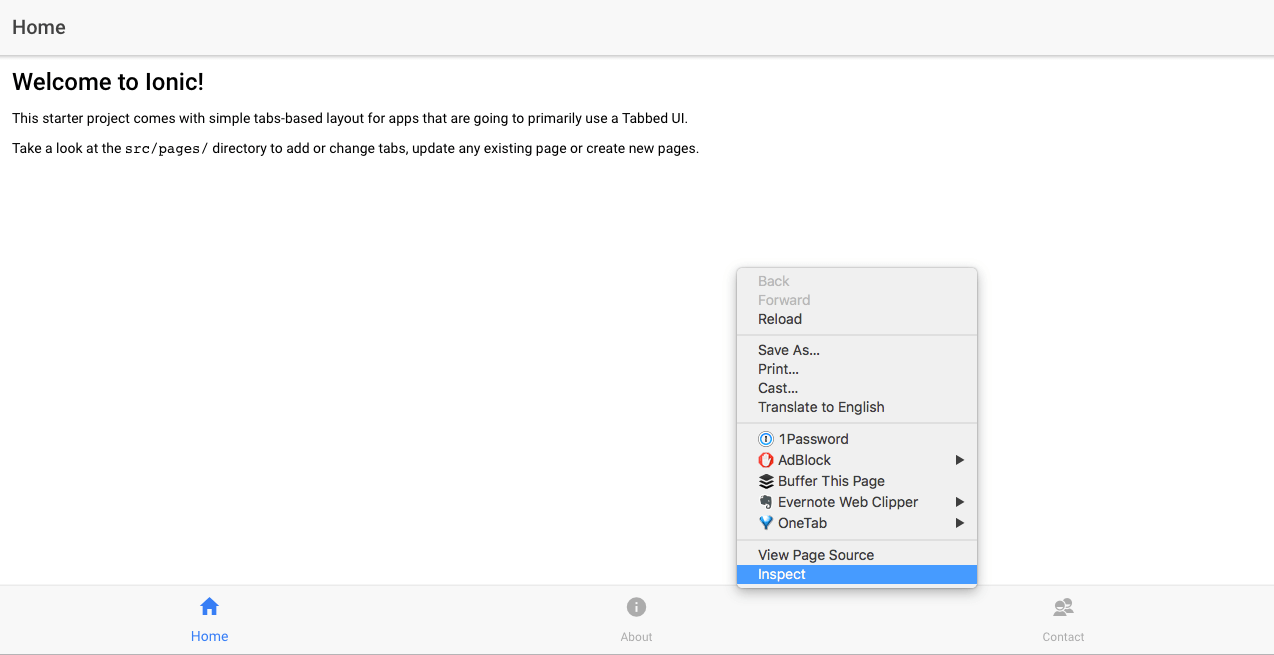 Home
Welcome to Ionic!
This starter project comes with simple tabs-based layout for apps that are going to primarily use a Tabbed UI.
Take a look at the src/pages/ directory to add or change tabs, update any existing page or create new pages.
Back
Forward
Reload
Save As...
Print...
Cast...
Translate to English
1Password
AdBlock
Buffer This Page
Evernote Web Clipper
OneTab
View Page Source
Inspect
Home
About
Contact